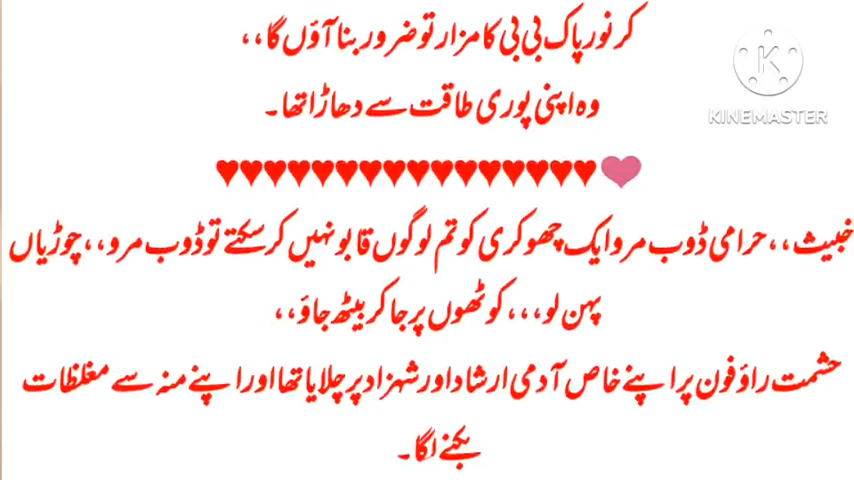 کر نور پاک بی بی کا مزار تو ضرور بنا آؤں گا،،
وہ اپنی پوری طاقت سے دھاڑا تھا۔
♥♥♥♥♥♥♥♥♥♥♥♥♥♥♥♥❤
خبیث،،حرامی ڈوب مرو ایک چھوکری کو تم لوگوں قابو نہیں کر سکتے تو ڈوب مرو،،چوڑیاں
پہن لو،،،کوٹھوں پر جا کر بیٹھ جاؤ،،
حشمت راؤ فون پر اپنے خاص آدمی ارشاد اور شہزاد پر چلایا تھا اور اپنے منہ سے مغلظات
بکنے لگا۔
K
KINEMASTER